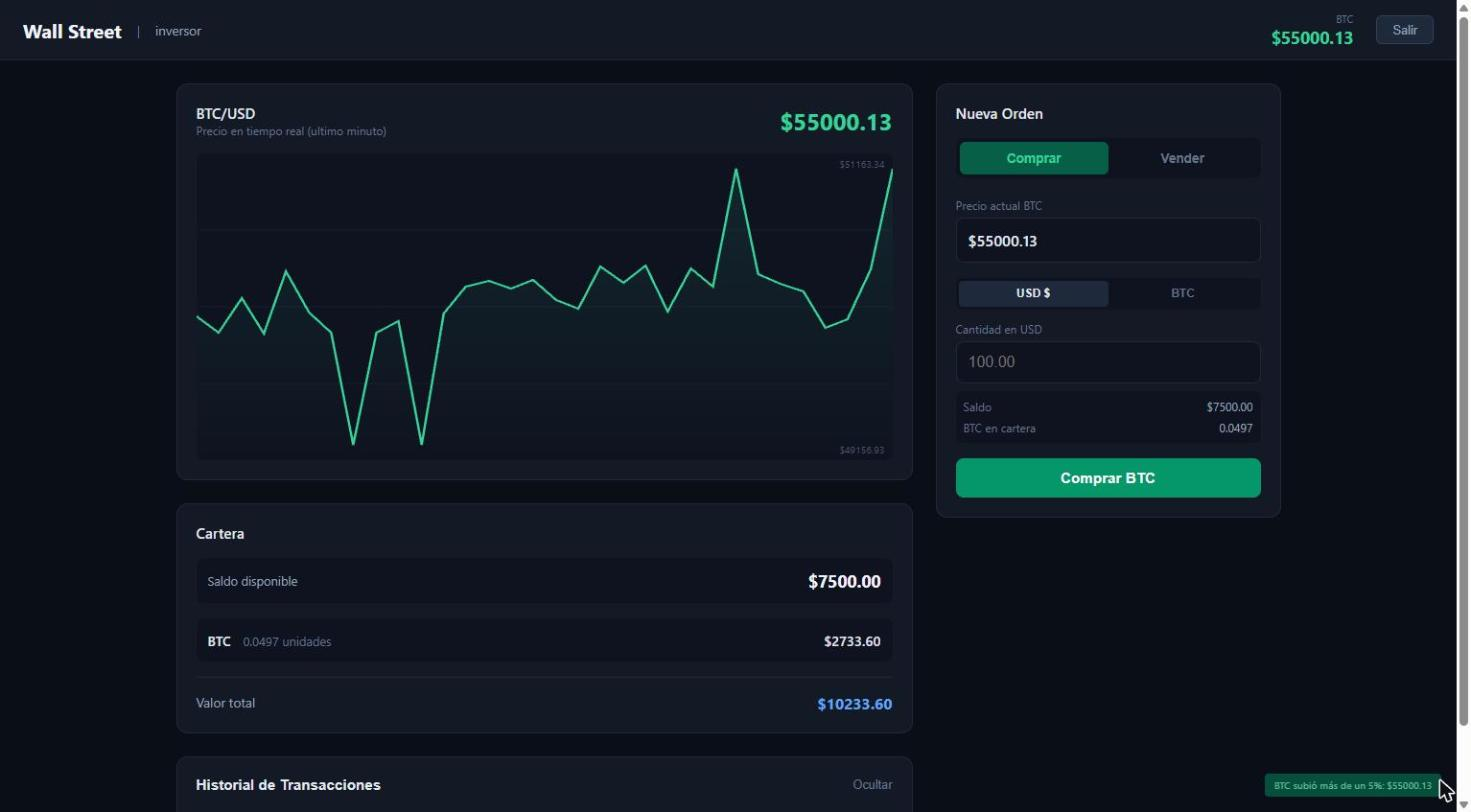 Wall Street | inversor
BTC
$55000.13
Salir
BTC/USD
Precio en tiempo real (ultimo minuto)
$55000.13
$51163.34
$49156.93
Nueva Orden
Comprar Vender
Precio actual BTC
$55000.13
USD $ BTC
Cantidad en USD
100.00
Saldo $7500.00
BTC en cartera 0.0497
Comprar BTC
Cartera
Saldo disponible $7500.00
BTC 0.0497 unidades $2733.60
Valor total $10233.60
Historial de Transacciones Ocultar
BTC subió más de un 5%: $55000.13